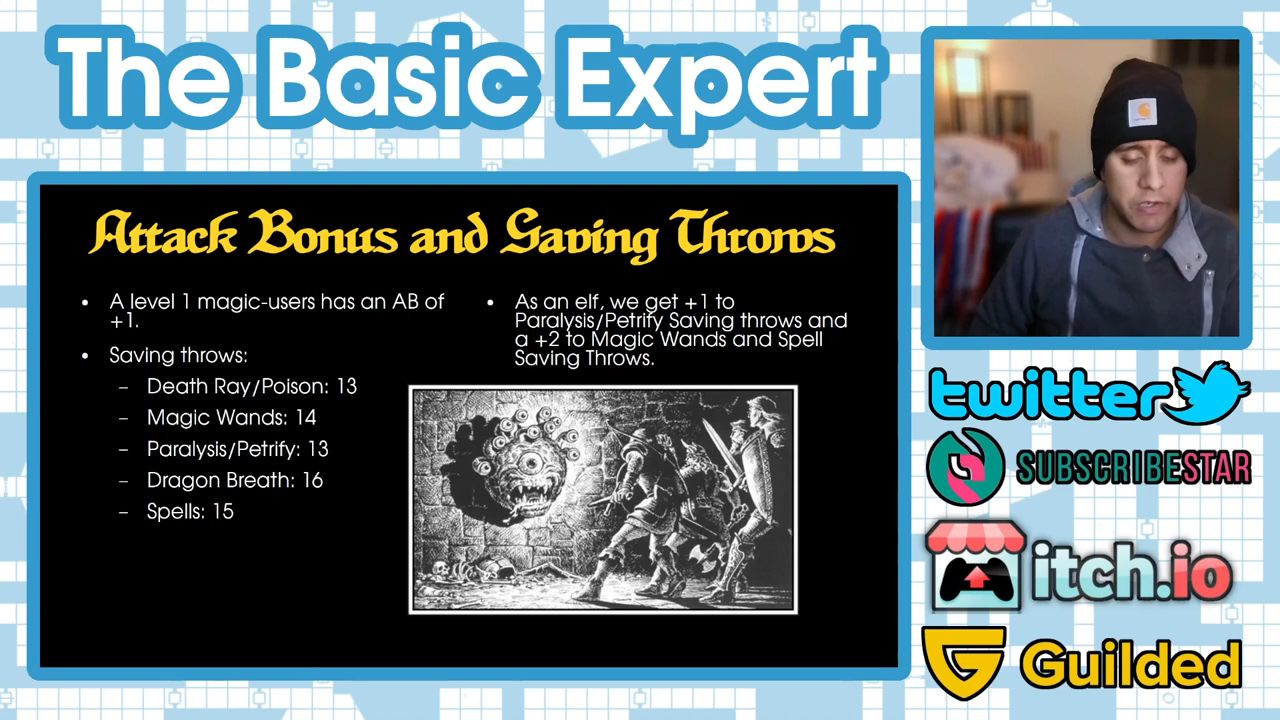 The Basic Expert
Attack Bonus and Saving Throws
• A level 1 magic-users has an AB of
+1.
• Saving throws:
– Death Ray/Poison: 13
– Magic Wands: 14
– Paralysis/Petrify: 13
– Dragon Breath: 16
– Spells: 15
• As an elf, we get +1 to
Paralysis/Petrify Saving throws and
a +2 to Magic Wands and Spell
Saving Throws.
twitter
SUBSCRIBESTAR
itch.io
Guilded